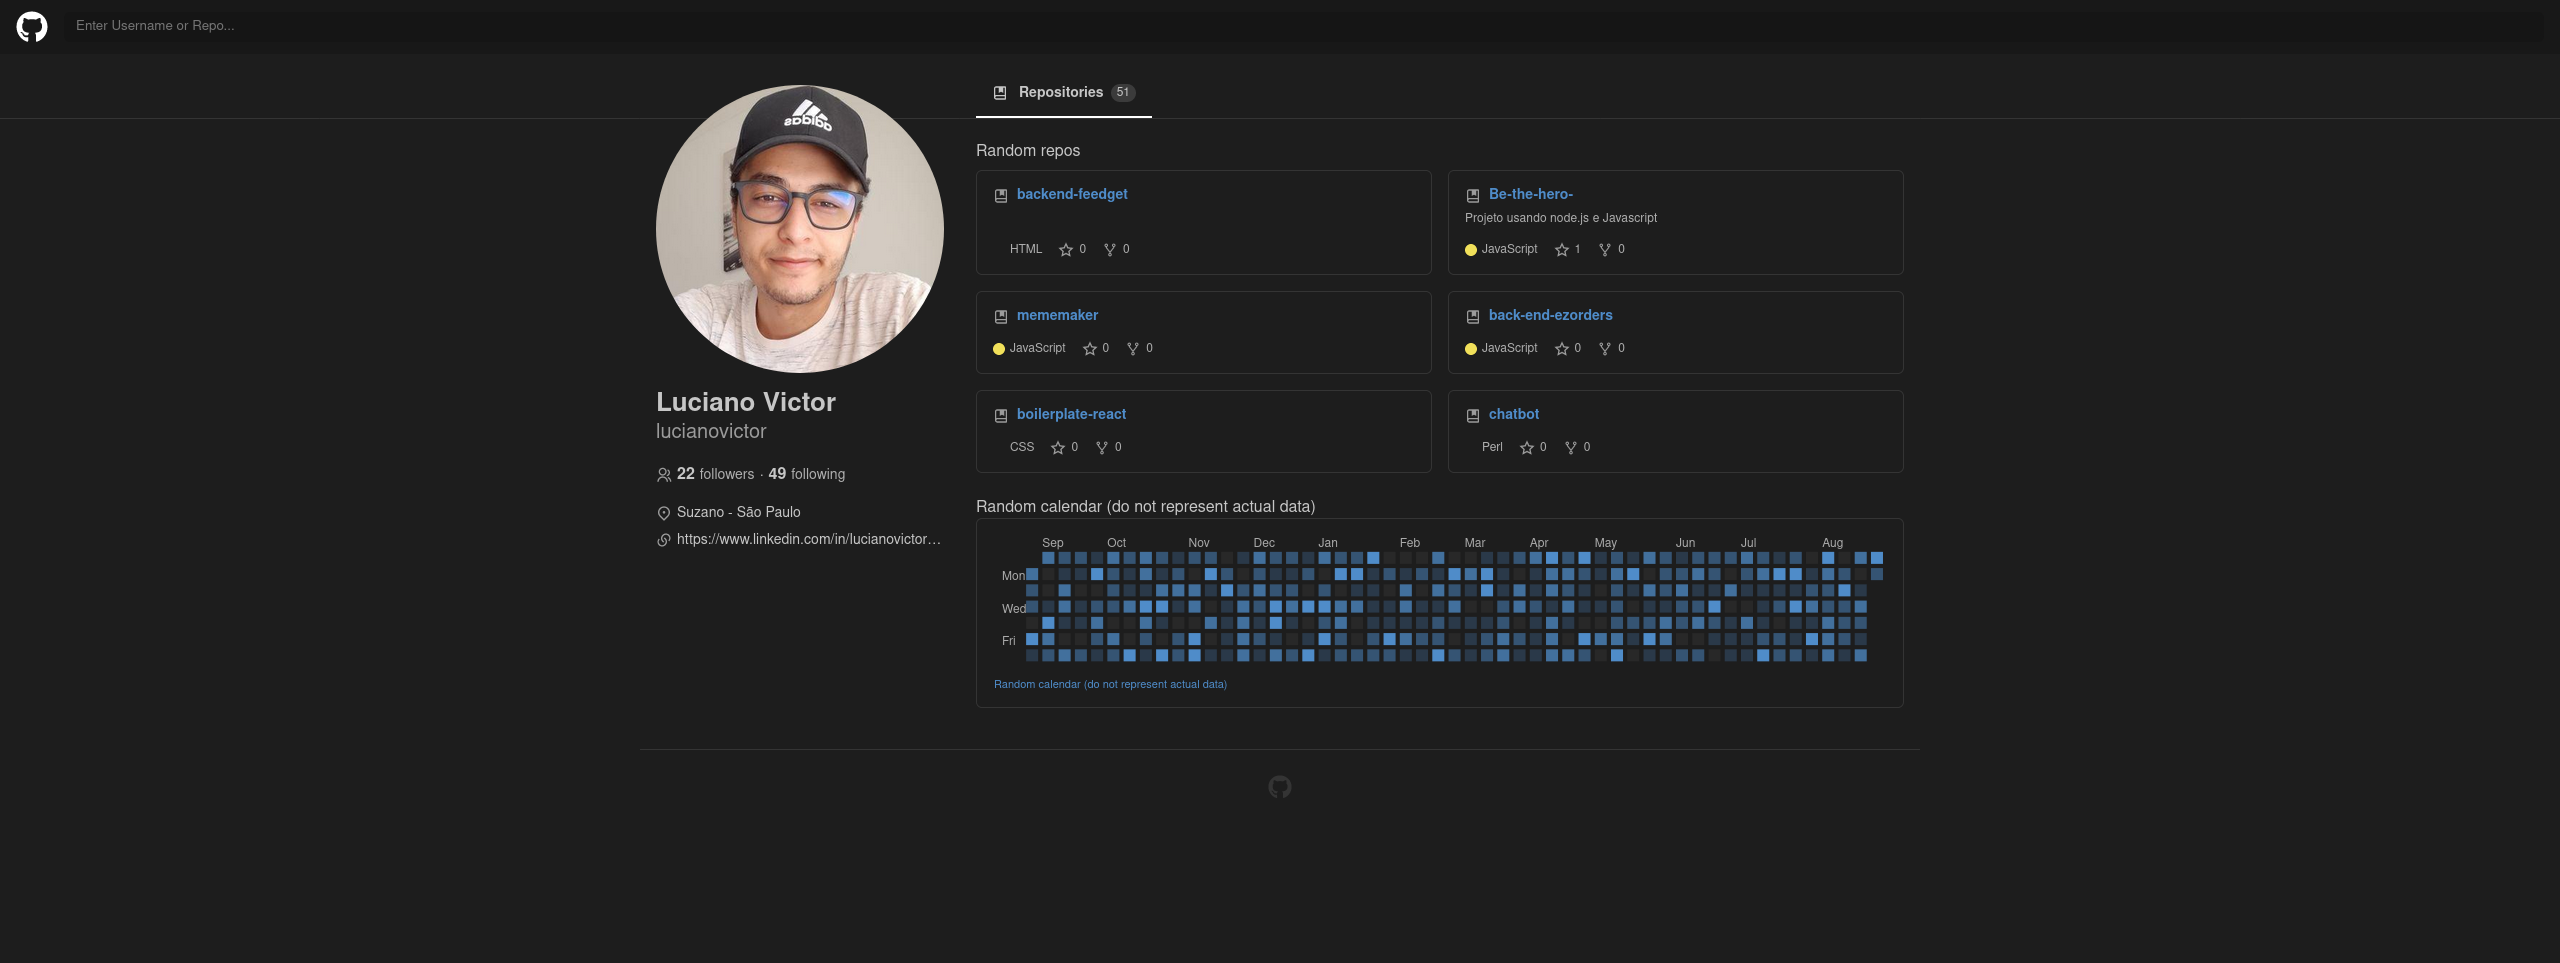 Enter Username or Repo...
Repositories 51
adidas
Luciano Victor
lucianovictor
22 followers · 49 following
Suzano - São Paulo
https://www.linkedin.com/in/lucianovictor…
Random repos
backend-feedget
HTML 0 0
Be-the-hero-
Projeto usando node.js e Javascript
JavaScript 1 0
mememaker
JavaScript 0 0
back-end-ezorders
JavaScript 0 0
boilerplate-react
CSS 0 0
chatbot
Perl 0 0
Random calendar (do not represent actual data)
Sep Oct Nov Dec Jan Feb Mar Apr May Jun Jul Aug
Mon
Wed
Fri
Random calendar (do not represent actual data)